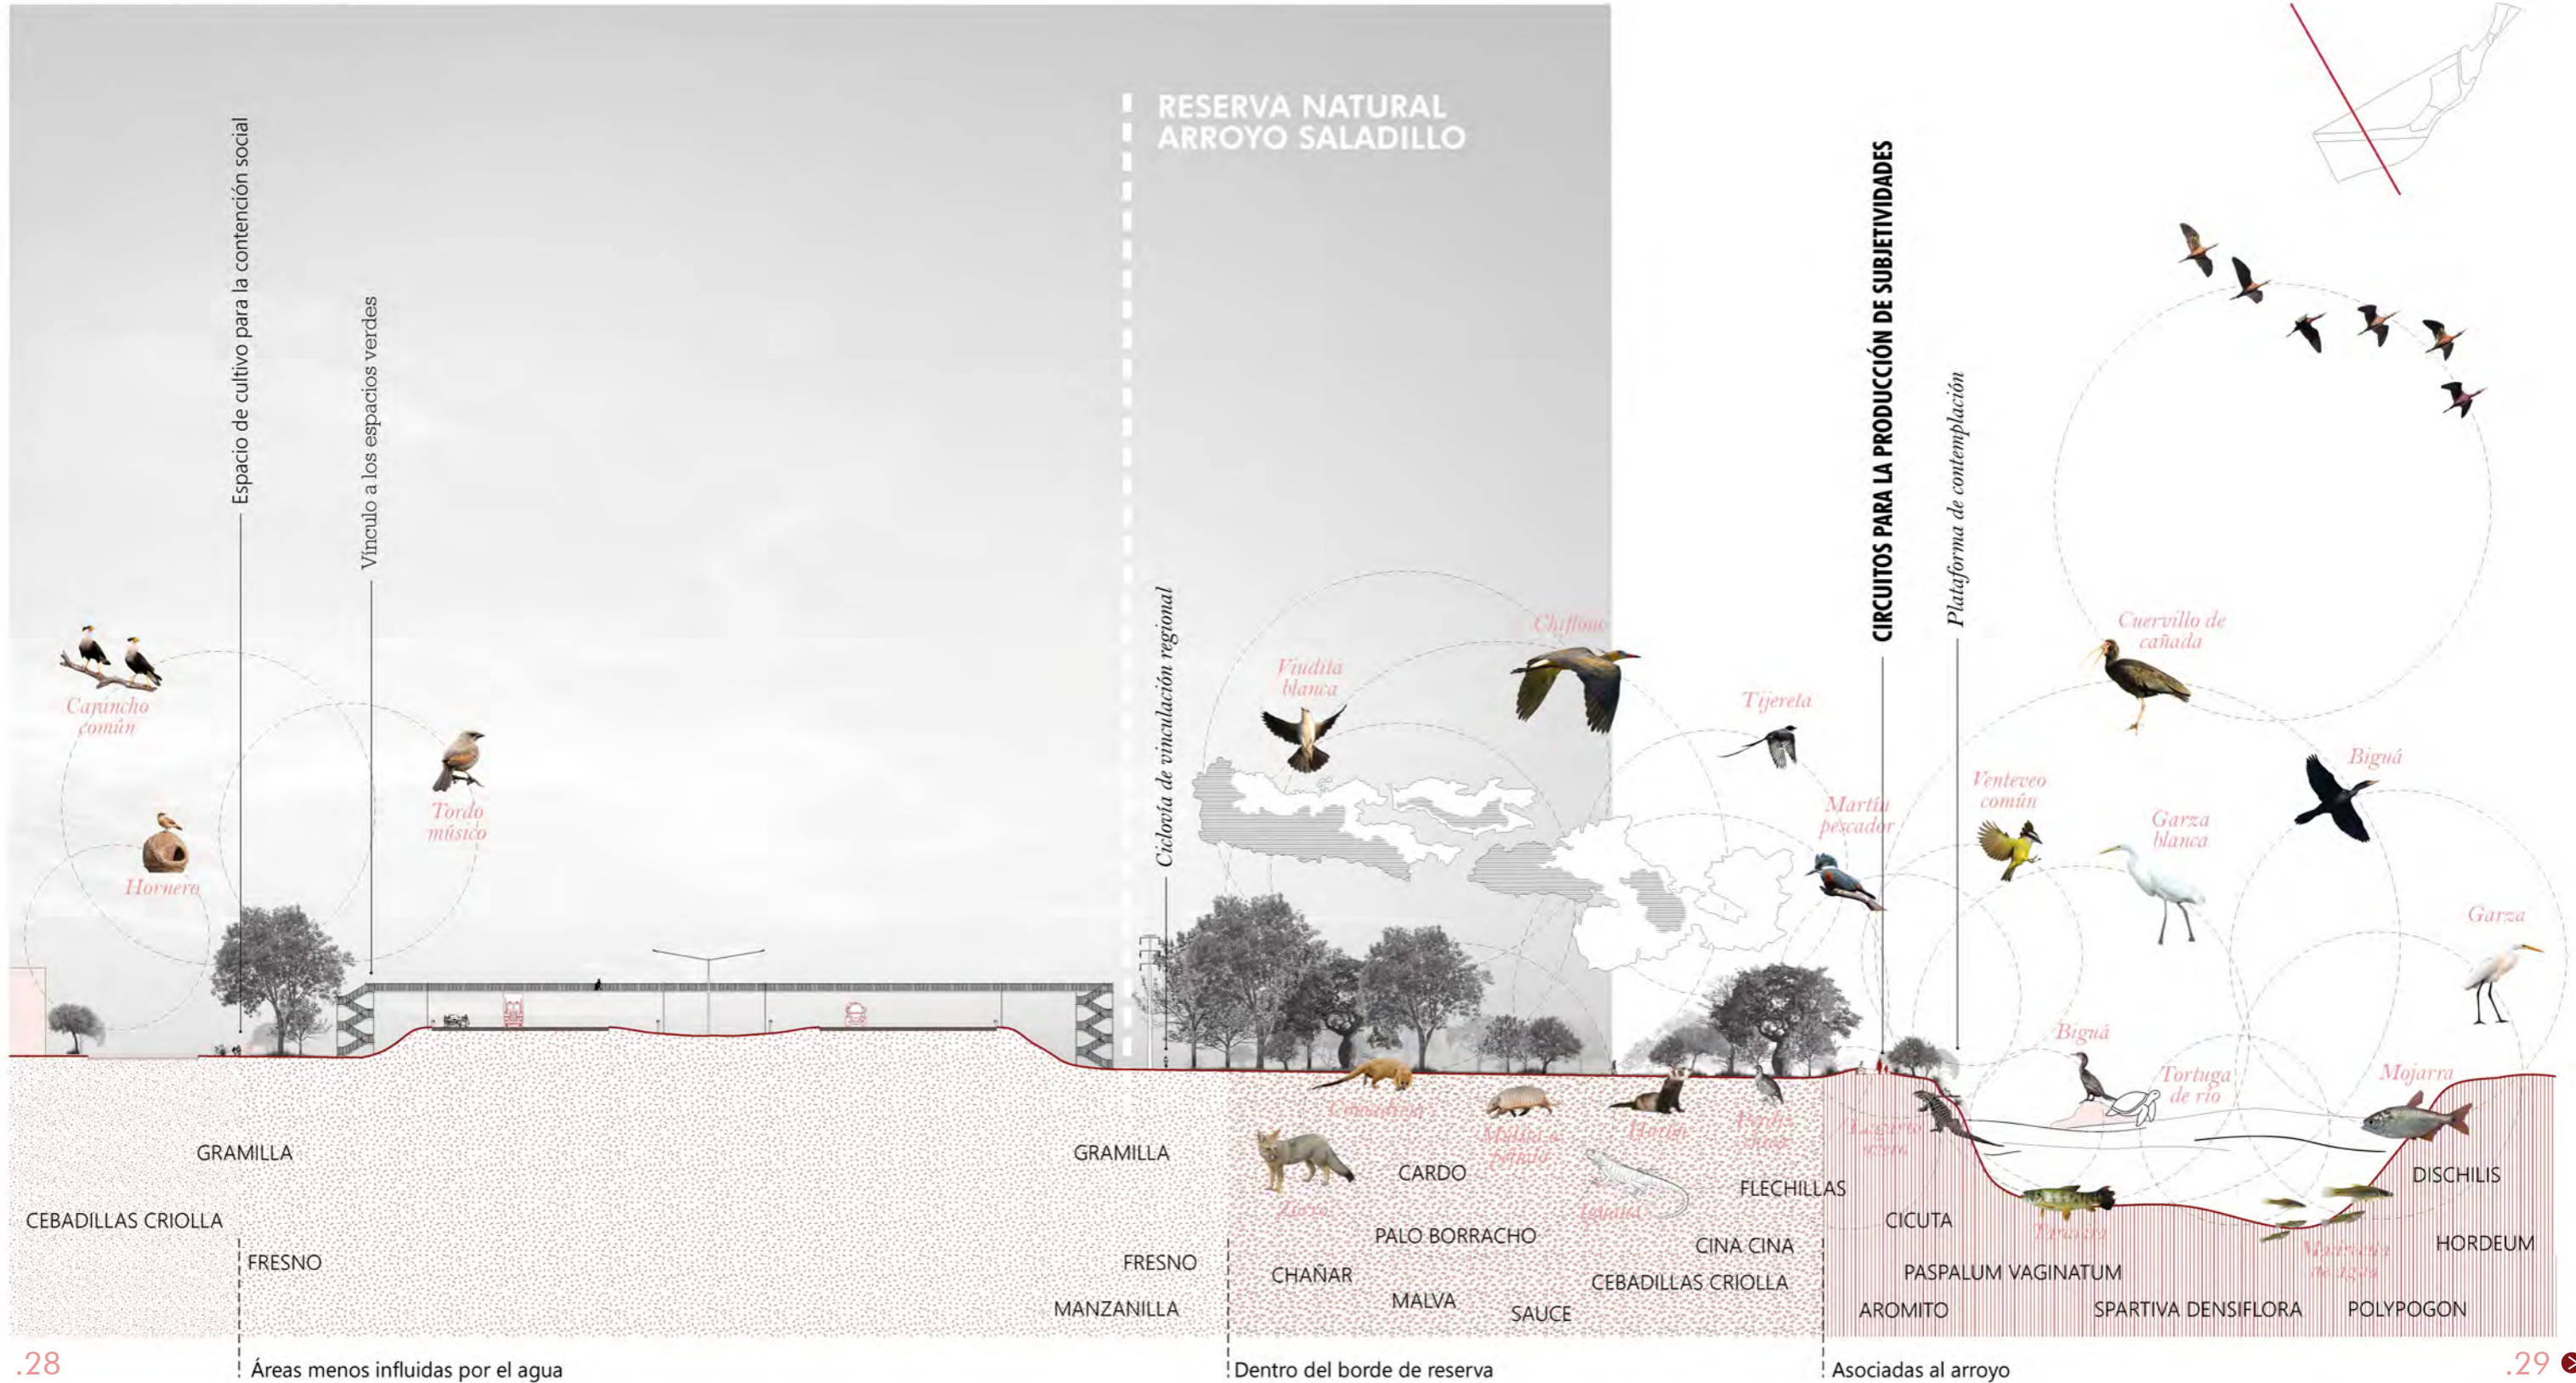 RESERVA NATURAL
ARROYO SALADILLO
Espacio de cultivo para la contención social
Vínculo a los espacios verdes
Ciclovía de vinculación regional
CIRCUITOS PARA LA PRODUCCIÓN DE SUBJETIVIDADES
Plataforma de contemplación
Carancho
común
Hornero
Tordo
músico
Viudita
blanca
Chiflone
Tijereta
Martín
pescador
Cuervillo de
cañada
Venteveo
común
Garza
blanca
Biguá
Garza
Biguá
Tortuga
de río
Mojarra
Zorro
Iguana
GRAMILLA
CEBADILLAS CRIOLLA
FRESNO
GRAMILLA
FRESNO
MANZANILLA
CARDO
PALO BORRACHO
CHAÑAR
MALVA
SAUCE
FLECHILLAS
CINA CINA
CEBADILLAS CRIOLLA
CICUTA
PASPALUM VAGINATUM
AROMITO
SPARTIVA DENSIFLORA
POLYPOGON
DISCHILIS
HORDEUM
.28
Áreas menos influidas por el agua
Dentro del borde de reserva
Asociadas al arroyo
.29